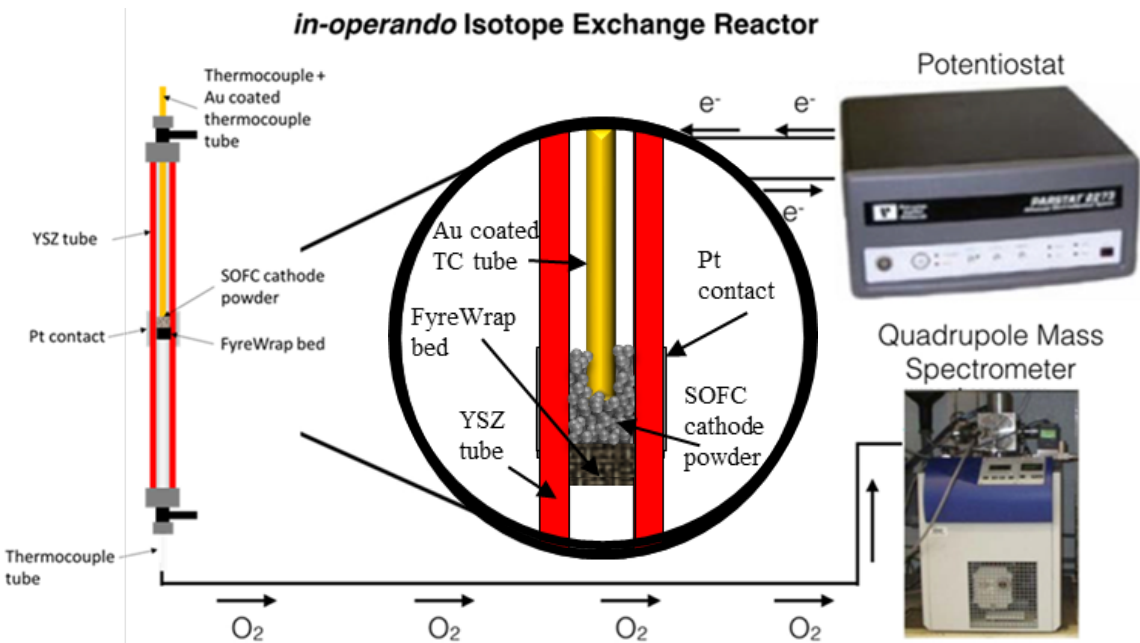 in-operando Isotope Exchange Reactor
Thermocouple +
Au coated
thermocouple
tube
YSZ tube
SOFC cathode
powder
Pt contact
FyreWrap bed
Thermocouple
tube
Au coated
TC tube
FyreWrap
bed
YSZ
tube
Pt
contact
SOFC
cathode
powder
e-
e-
e-
Potentiostat
PARSTAT 2273
Quadrupole Mass
Spectrometer
O2
O2
O2
O2